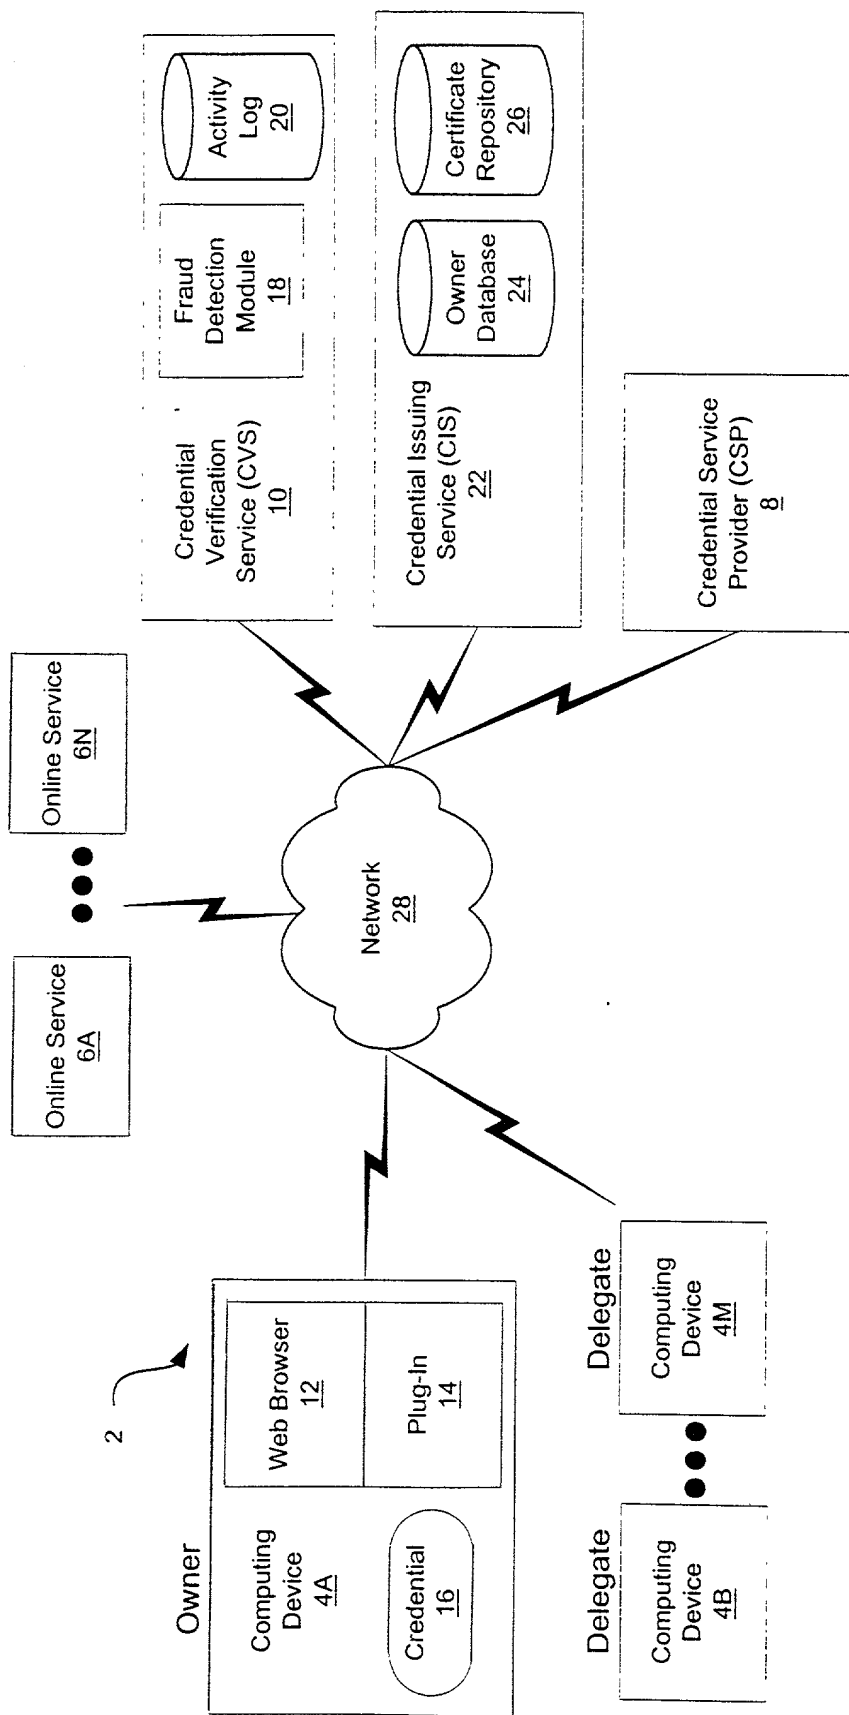 2
Owner
Computing
Device
4A
Web Browser
12
Plug-In
14
Credential
16
Delegate
Computing
Device
4B
Delegate
Computing
Device
4M
Online Service
6A
Online Service
6N
Network
28
Credential
Verification
Service (CVS)
10
Fraud
Detection
Module
18
Activity
Log
20
Credential Issuing
Service (CIS)
22
Owner
Database
24
Certificate
Repository
26
Credential Service
Provider (CSP)
8